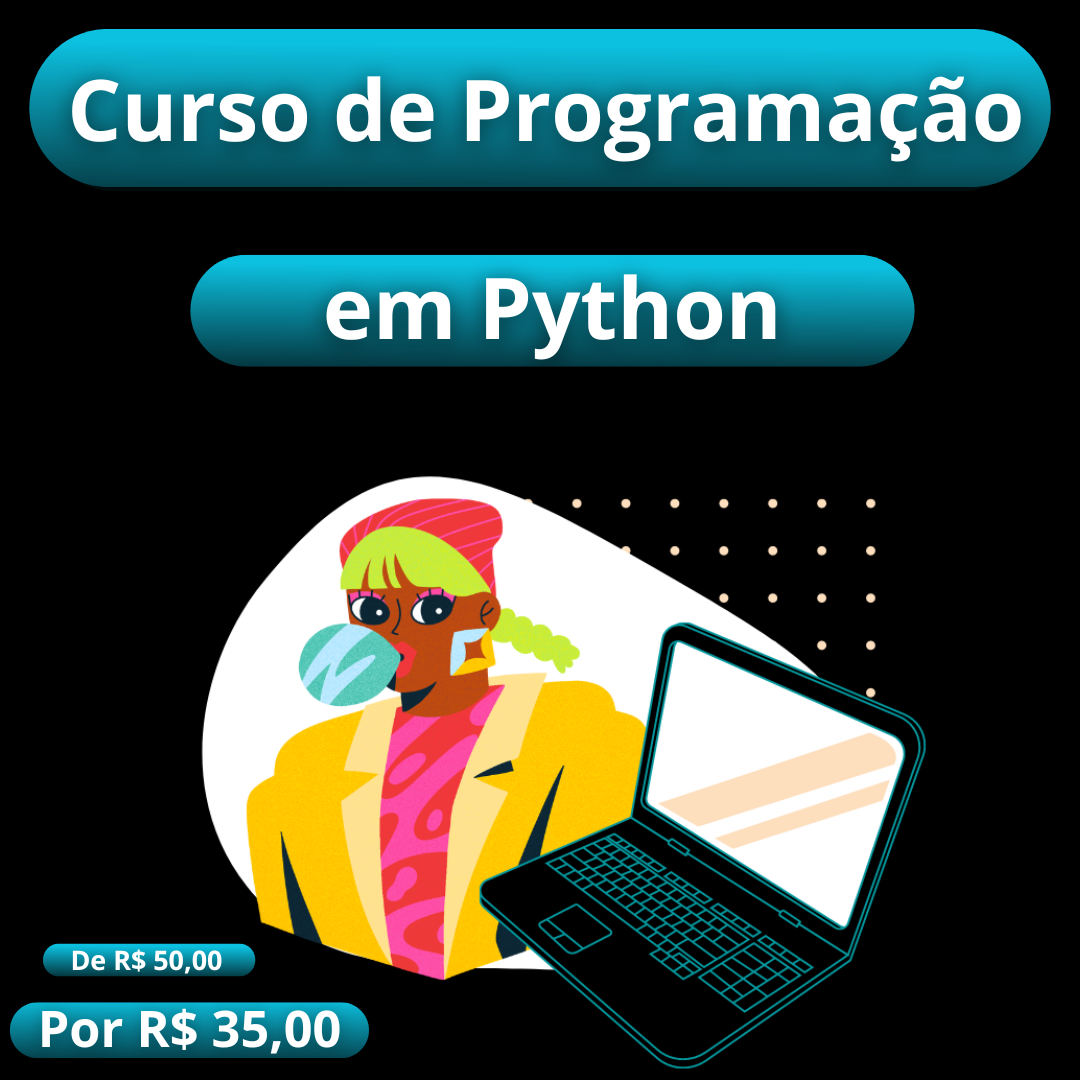 Curso de Programação
em Python
De R$ 50,00
Por R$ 35,00